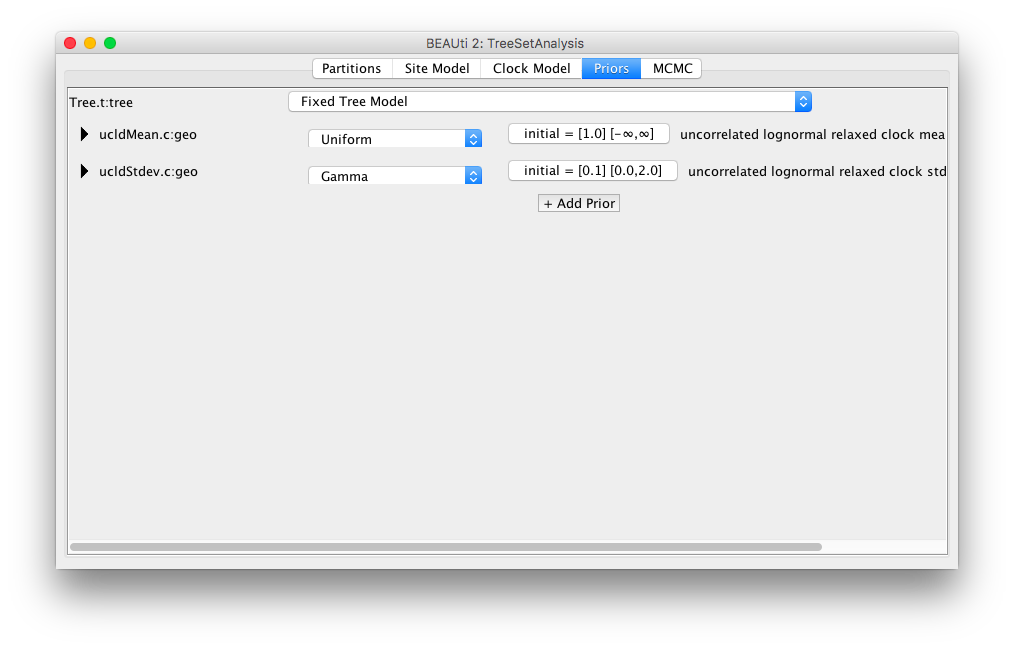 BEAUti 2: TreeSetAnalysis
Partitions Site Model Clock Model Priors MCMC
Tree.t:tree Fixed Tree Model
ucldMean.c:geo Uniform initial = [1.0] [-∞,∞] uncorrelated lognormal relaxed clock mea
ucldStdev.c:geo Gamma initial = [0.1] [0.0,2.0] uncorrelated lognormal relaxed clock std
+ Add Prior